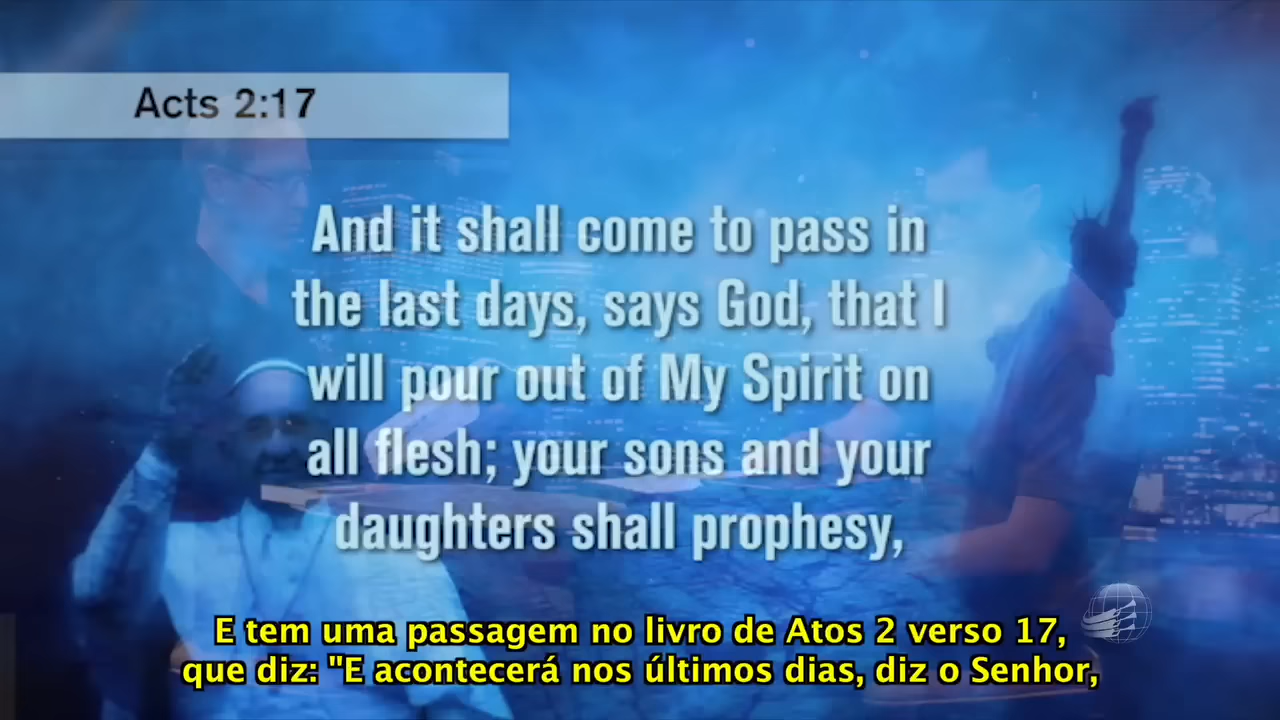 Acts 2:17
And it shall come to pass in
the last days, says God, that I
will pour out of My Spirit on
all flesh; your sons and your
daughters shall prophesy,
E tem uma passagem no livro de Atos 2 verso 17,
que diz: "E acontecerá nos últimos dias, diz o Senhor,